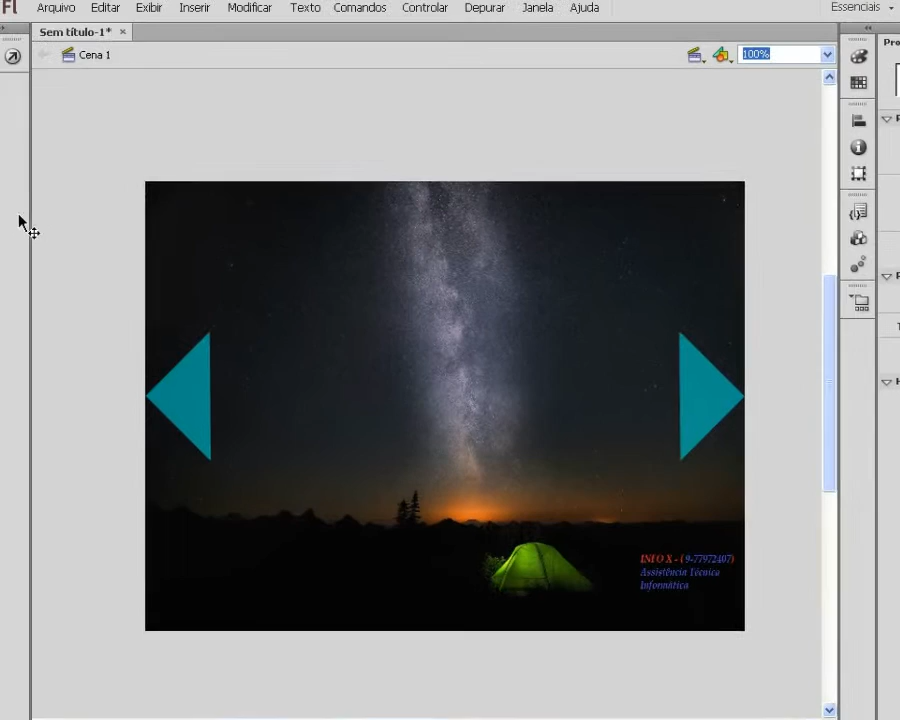 Fl Arquivo Editar Exibir Inserir Modificar Texto Comandos Controlar Depurar Janela Ajuda Essenciais
Sem título-1*
Cena 1 100%
Pro
INFO X - ( 9-77972407)
Assistência Técnica
Informática